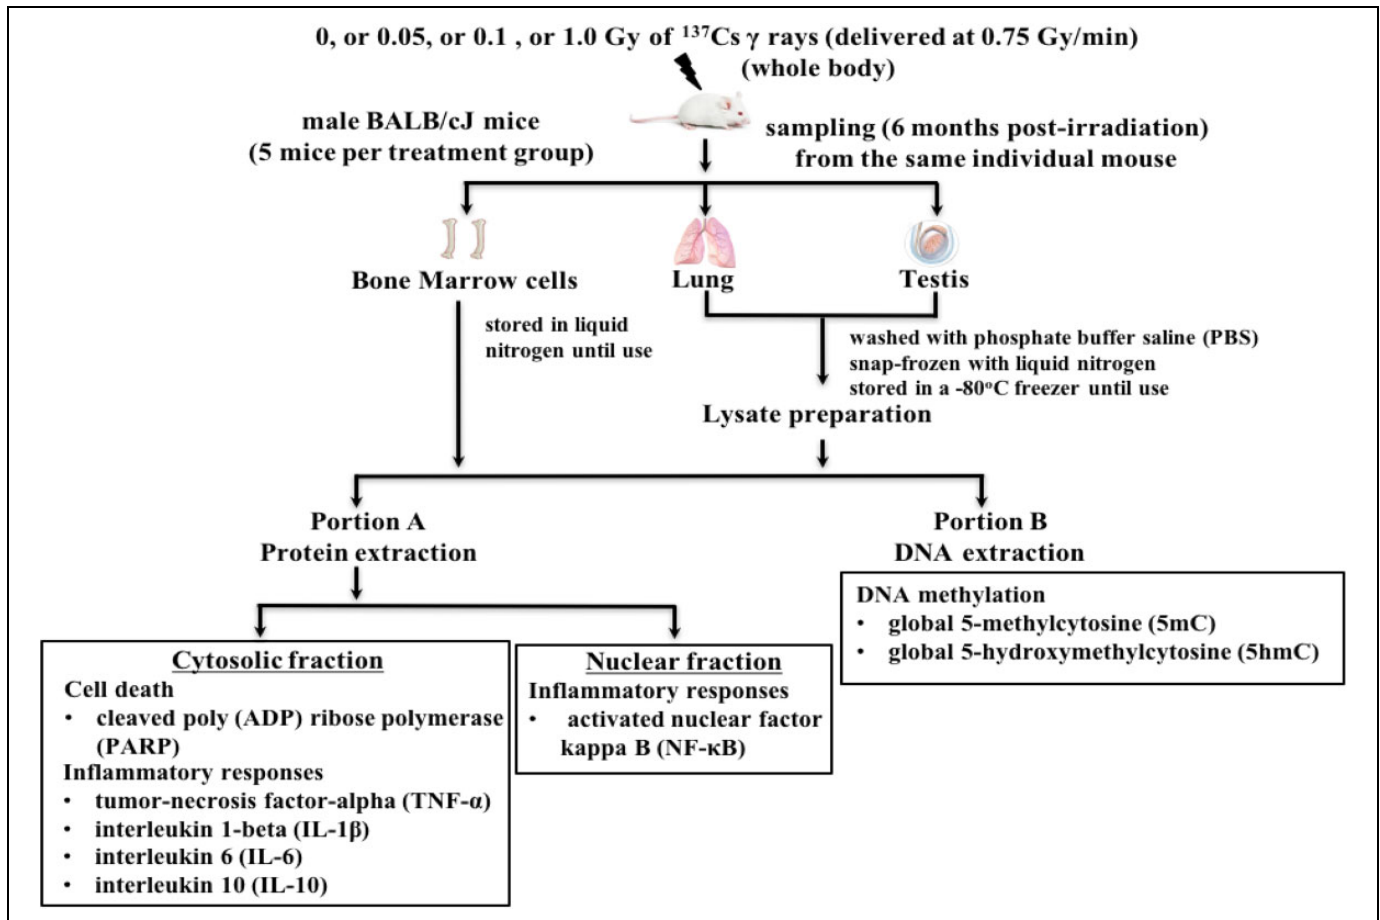 0, or 0.05, or 0.1 , or 1.0 Gy of ¹³⁷Cs γ rays (delivered at 0.75 Gy/min)
(whole body)
male BALB/cJ mice
(5 mice per treatment group)
sampling (6 months post-irradiation)
from the same individual mouse
Bone Marrow cells
Lung
Testis
stored in liquid
nitrogen until use
washed with phosphate buffer saline (PBS)
snap-frozen with liquid nitrogen
stored in a -80°C freezer until use
Lysate preparation
Portion A
Protein extraction
Portion B
DNA extraction
Cytosolic fraction
Cell death
• cleaved poly (ADP) ribose polymerase
(PARP)
Inflammatory responses
• tumor-necrosis factor-alpha (TNF-α)
• interleukin 1-beta (IL-1β)
• interleukin 6 (IL-6)
• interleukin 10 (IL-10)
Nuclear fraction
Inflammatory responses
• activated nuclear factor
kappa B (NF-κB)
DNA methylation
• global 5-methylcytosine (5mC)
• global 5-hydroxymethylcytosine (5hmC)